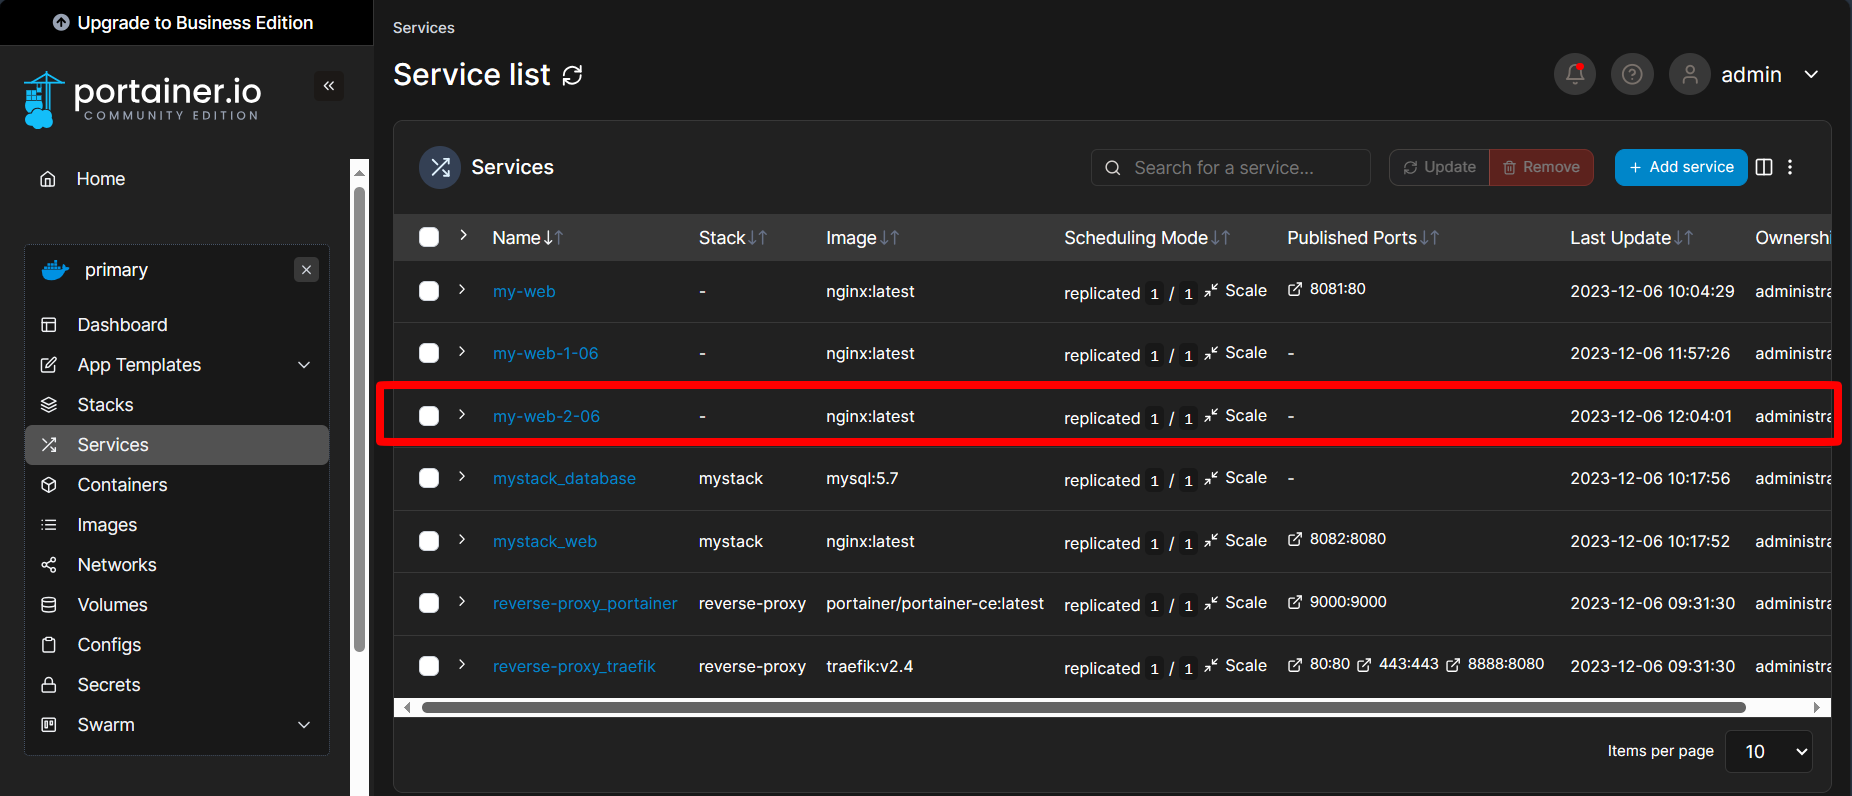 Upgrade to Business Edition
portainer.io
COMMUNITY EDITION
Home
primary
Dashboard
App Templates
Stacks
Services
Containers
Images
Networks
Volumes
Configs
Secrets
Swarm
Services
Service list
admin
Services
Search for a service...
Update
Remove
+ Add service
Name Stack Image Scheduling Mode Published Ports Last Update Ownershi
my-web - nginx:latest replicated 1 / 1 Scale 8081:80 2023-12-06 10:04:29 administra
my-web-1-06 - nginx:latest replicated 1 / 1 Scale - 2023-12-06 11:57:26 administra
my-web-2-06 - nginx:latest replicated 1 / 1 Scale - 2023-12-06 12:04:01 administra
mystack_database mystack mysql:5.7 replicated 1 / 1 Scale - 2023-12-06 10:17:56 administra
mystack_web mystack nginx:latest replicated 1 / 1 Scale 8082:8080 2023-12-06 10:17:52 administra
reverse-proxy_portainer reverse-proxy portainer/portainer-ce:latest replicated 1 / 1 Scale 9000:9000 2023-12-06 09:31:30 administra
reverse-proxy_traefik reverse-proxy traefik:v2.4 replicated 1 / 1 Scale 80:80 443:443 8888:8080 2023-12-06 09:31:30 administra
Items per page 10